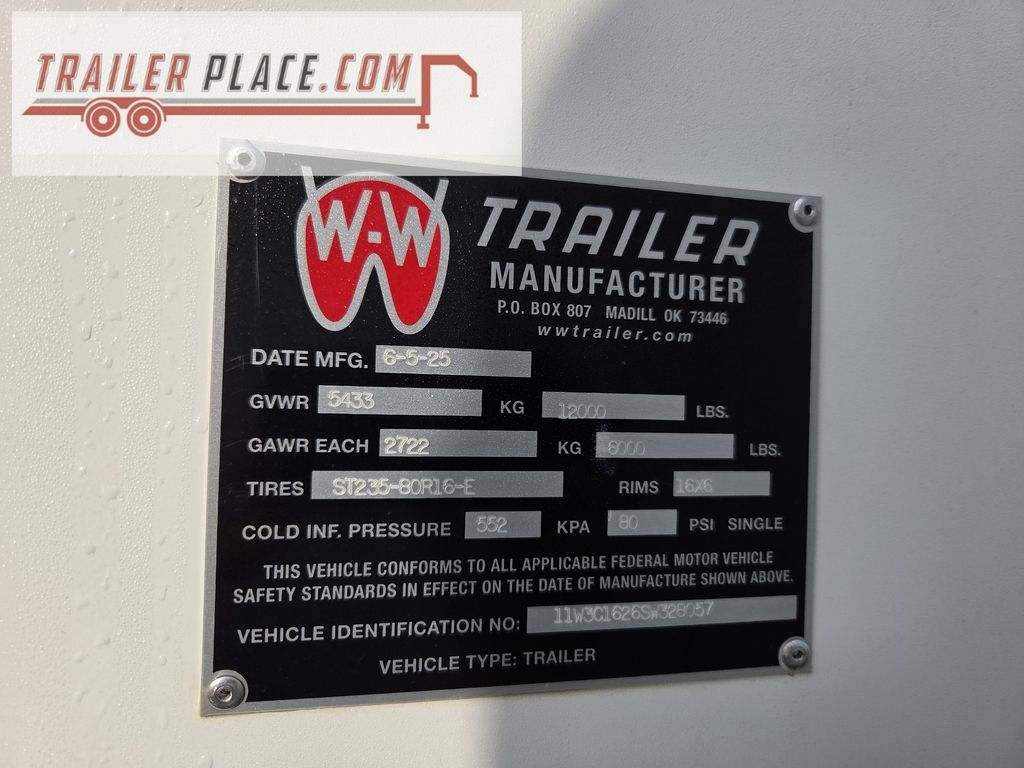 TRAILER PLACE.COM
W-W TRAILER
MANUFACTURER
P.O. BOX 807 MADILL OK 73446
wwtrailer.com
DATE MFG. 6-5-25
GVWR 5433 KG 12000 LBS.
GAWR EACH 2722 KG 6000 LBS.
TIRES ST235-80R16-E RIMS 16X6
COLD INF. PRESSURE 552 KPA 80 PSI SINGLE
THIS VEHICLE CONFORMS TO ALL APPLICABLE FEDERAL MOTOR VEHICLE
SAFETY STANDARDS IN EFFECT ON THE DATE OF MANUFACTURE SHOWN ABOVE.
VEHICLE IDENTIFICATION NO: 11W3C1626SW328057
VEHICLE TYPE: TRAILER